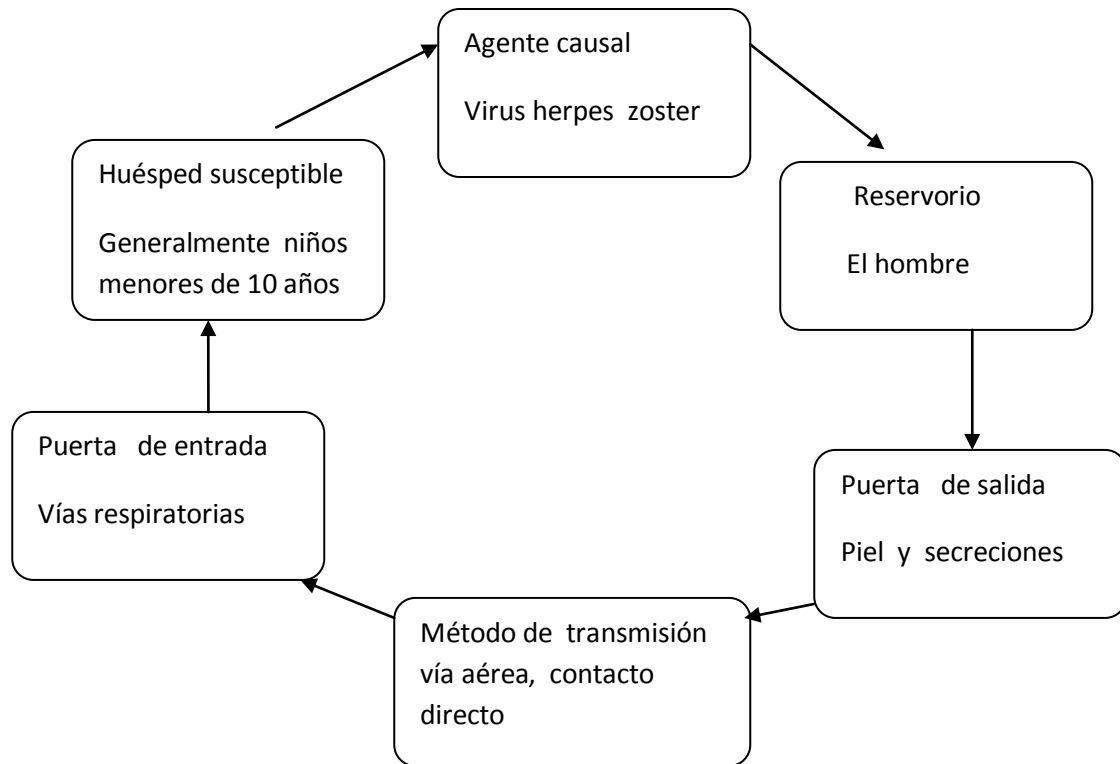 Agente causal
Virus herpes zoster
Reservorio
El hombre
Puerta de salida
Piel y secreciones
Método de transmisión
vía aérea, contacto
directo
Puerta de entrada
Vías respiratorias
Huésped susceptible
Generalmente niños
menores de 10 años